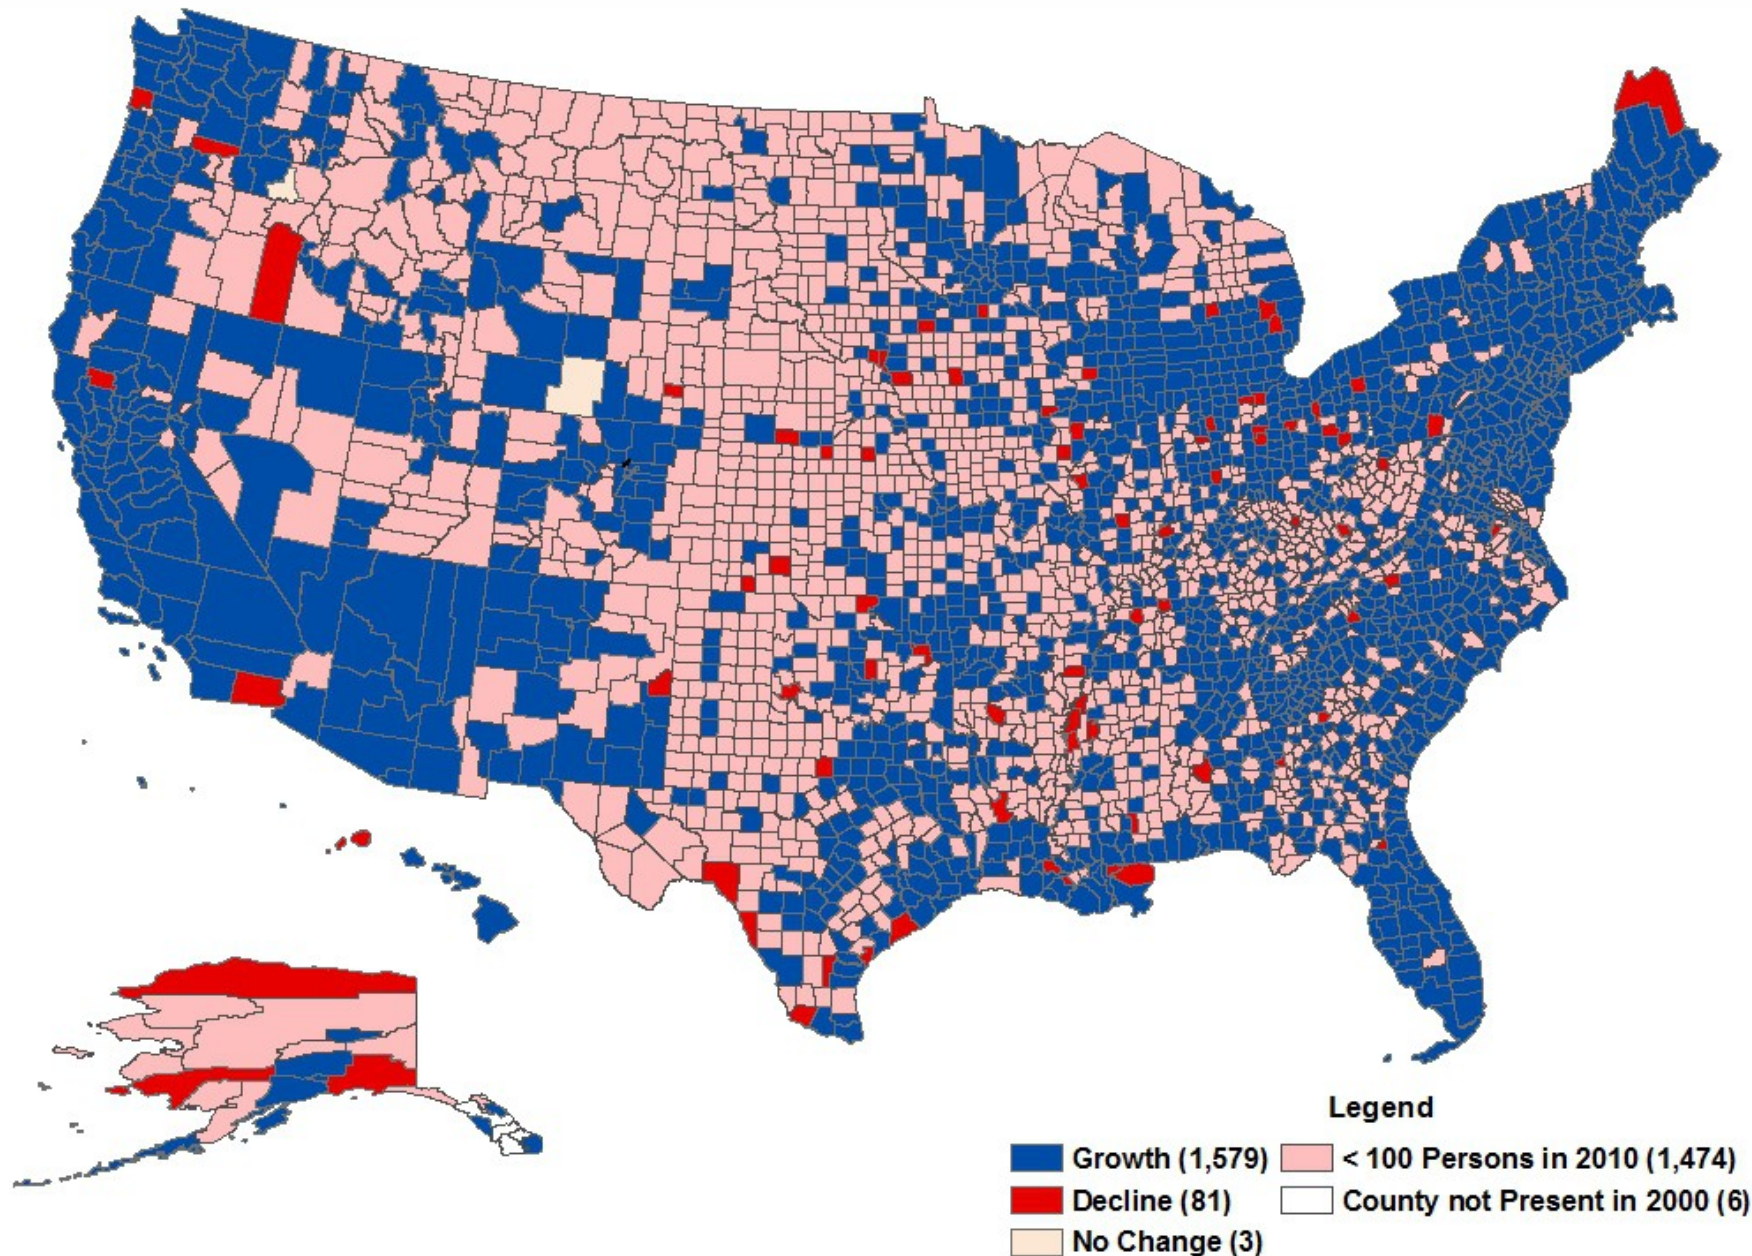 Legend
Growth (1,579)
< 100 Persons in 2010 (1,474)
Decline (81)
County not Present in 2000 (6)
No Change (3)